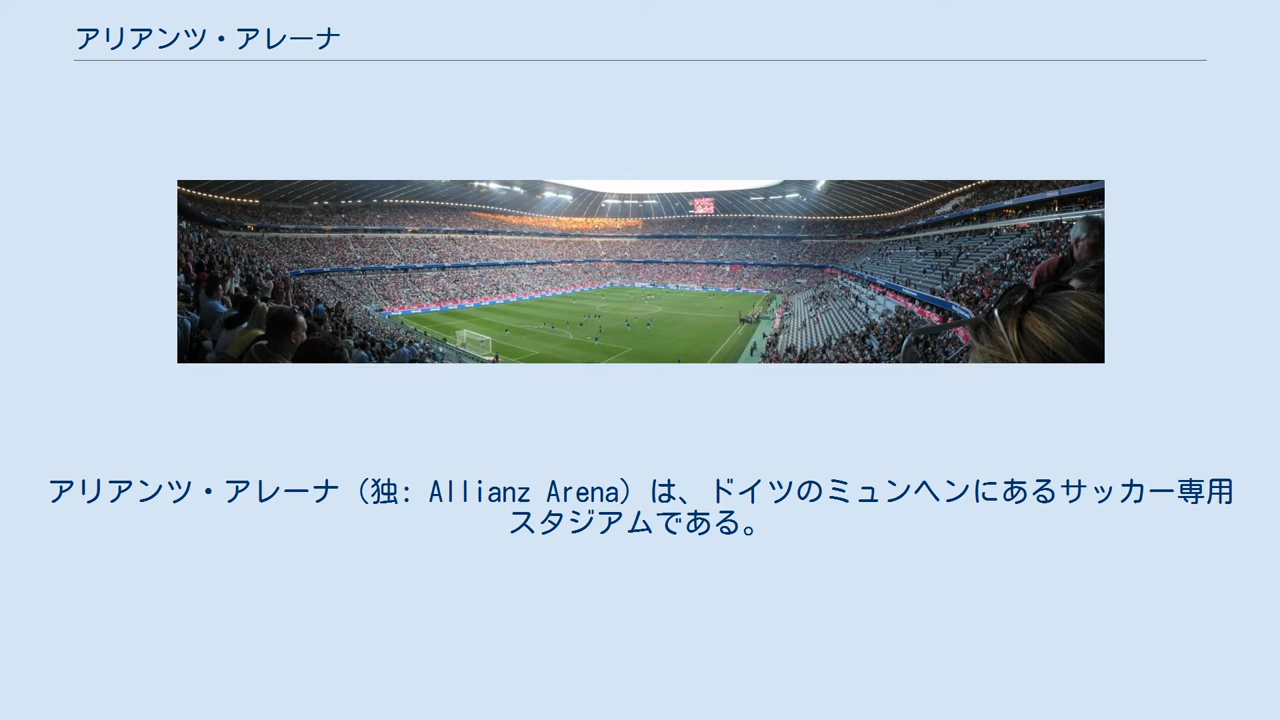 アリアンツ・アレーナ
アリアンツ・アレーナ（独: Allianz Arena）は、ドイツのミュンヘンにあるサッカー専用
スタジアムである。